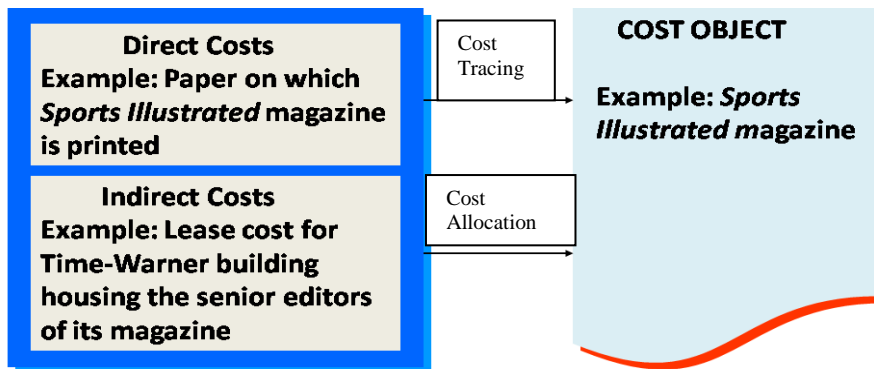 Direct Costs
Example: Paper on which
Sports Illustrated magazine
is printed
Cost
Tracing
COST OBJECT
Example: Sports
Illustrated magazine
Indirect Costs
Example: Lease cost for
Time-Warner building
housing the senior editors
of its magazine
Cost
Allocation